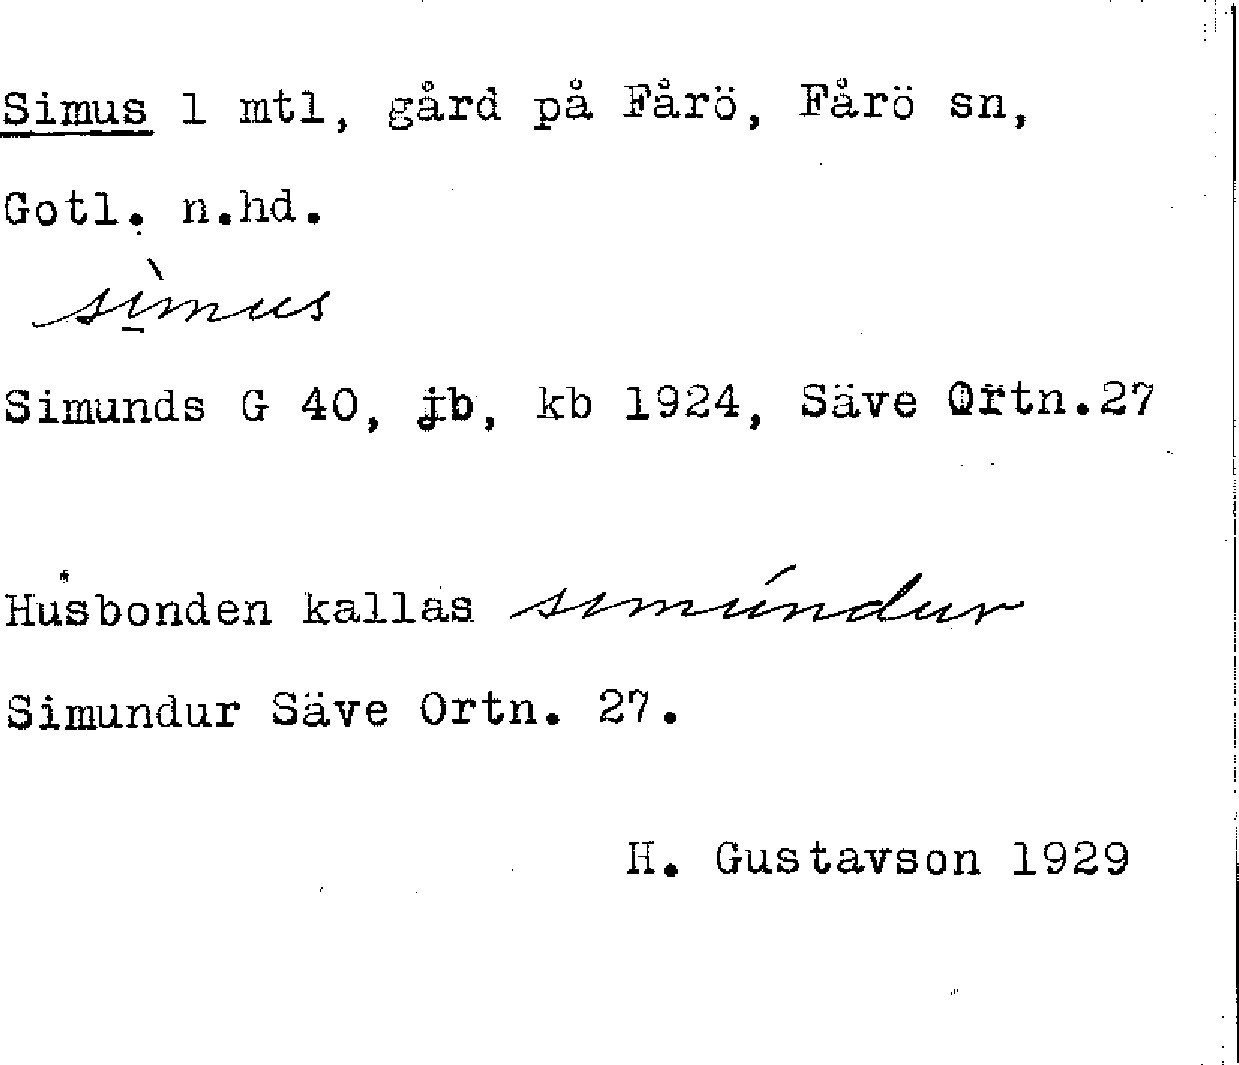 Simus 1 mtl, gård på Fårö, Fårö sn,
Gotl. n.hd.
sìmus
Simunds G 40, jb, kb 1924, Säve Ortn.27
Husbonden kallas simúndur
Simundur Säve Ortn. 27.
H. Gustavson 1929